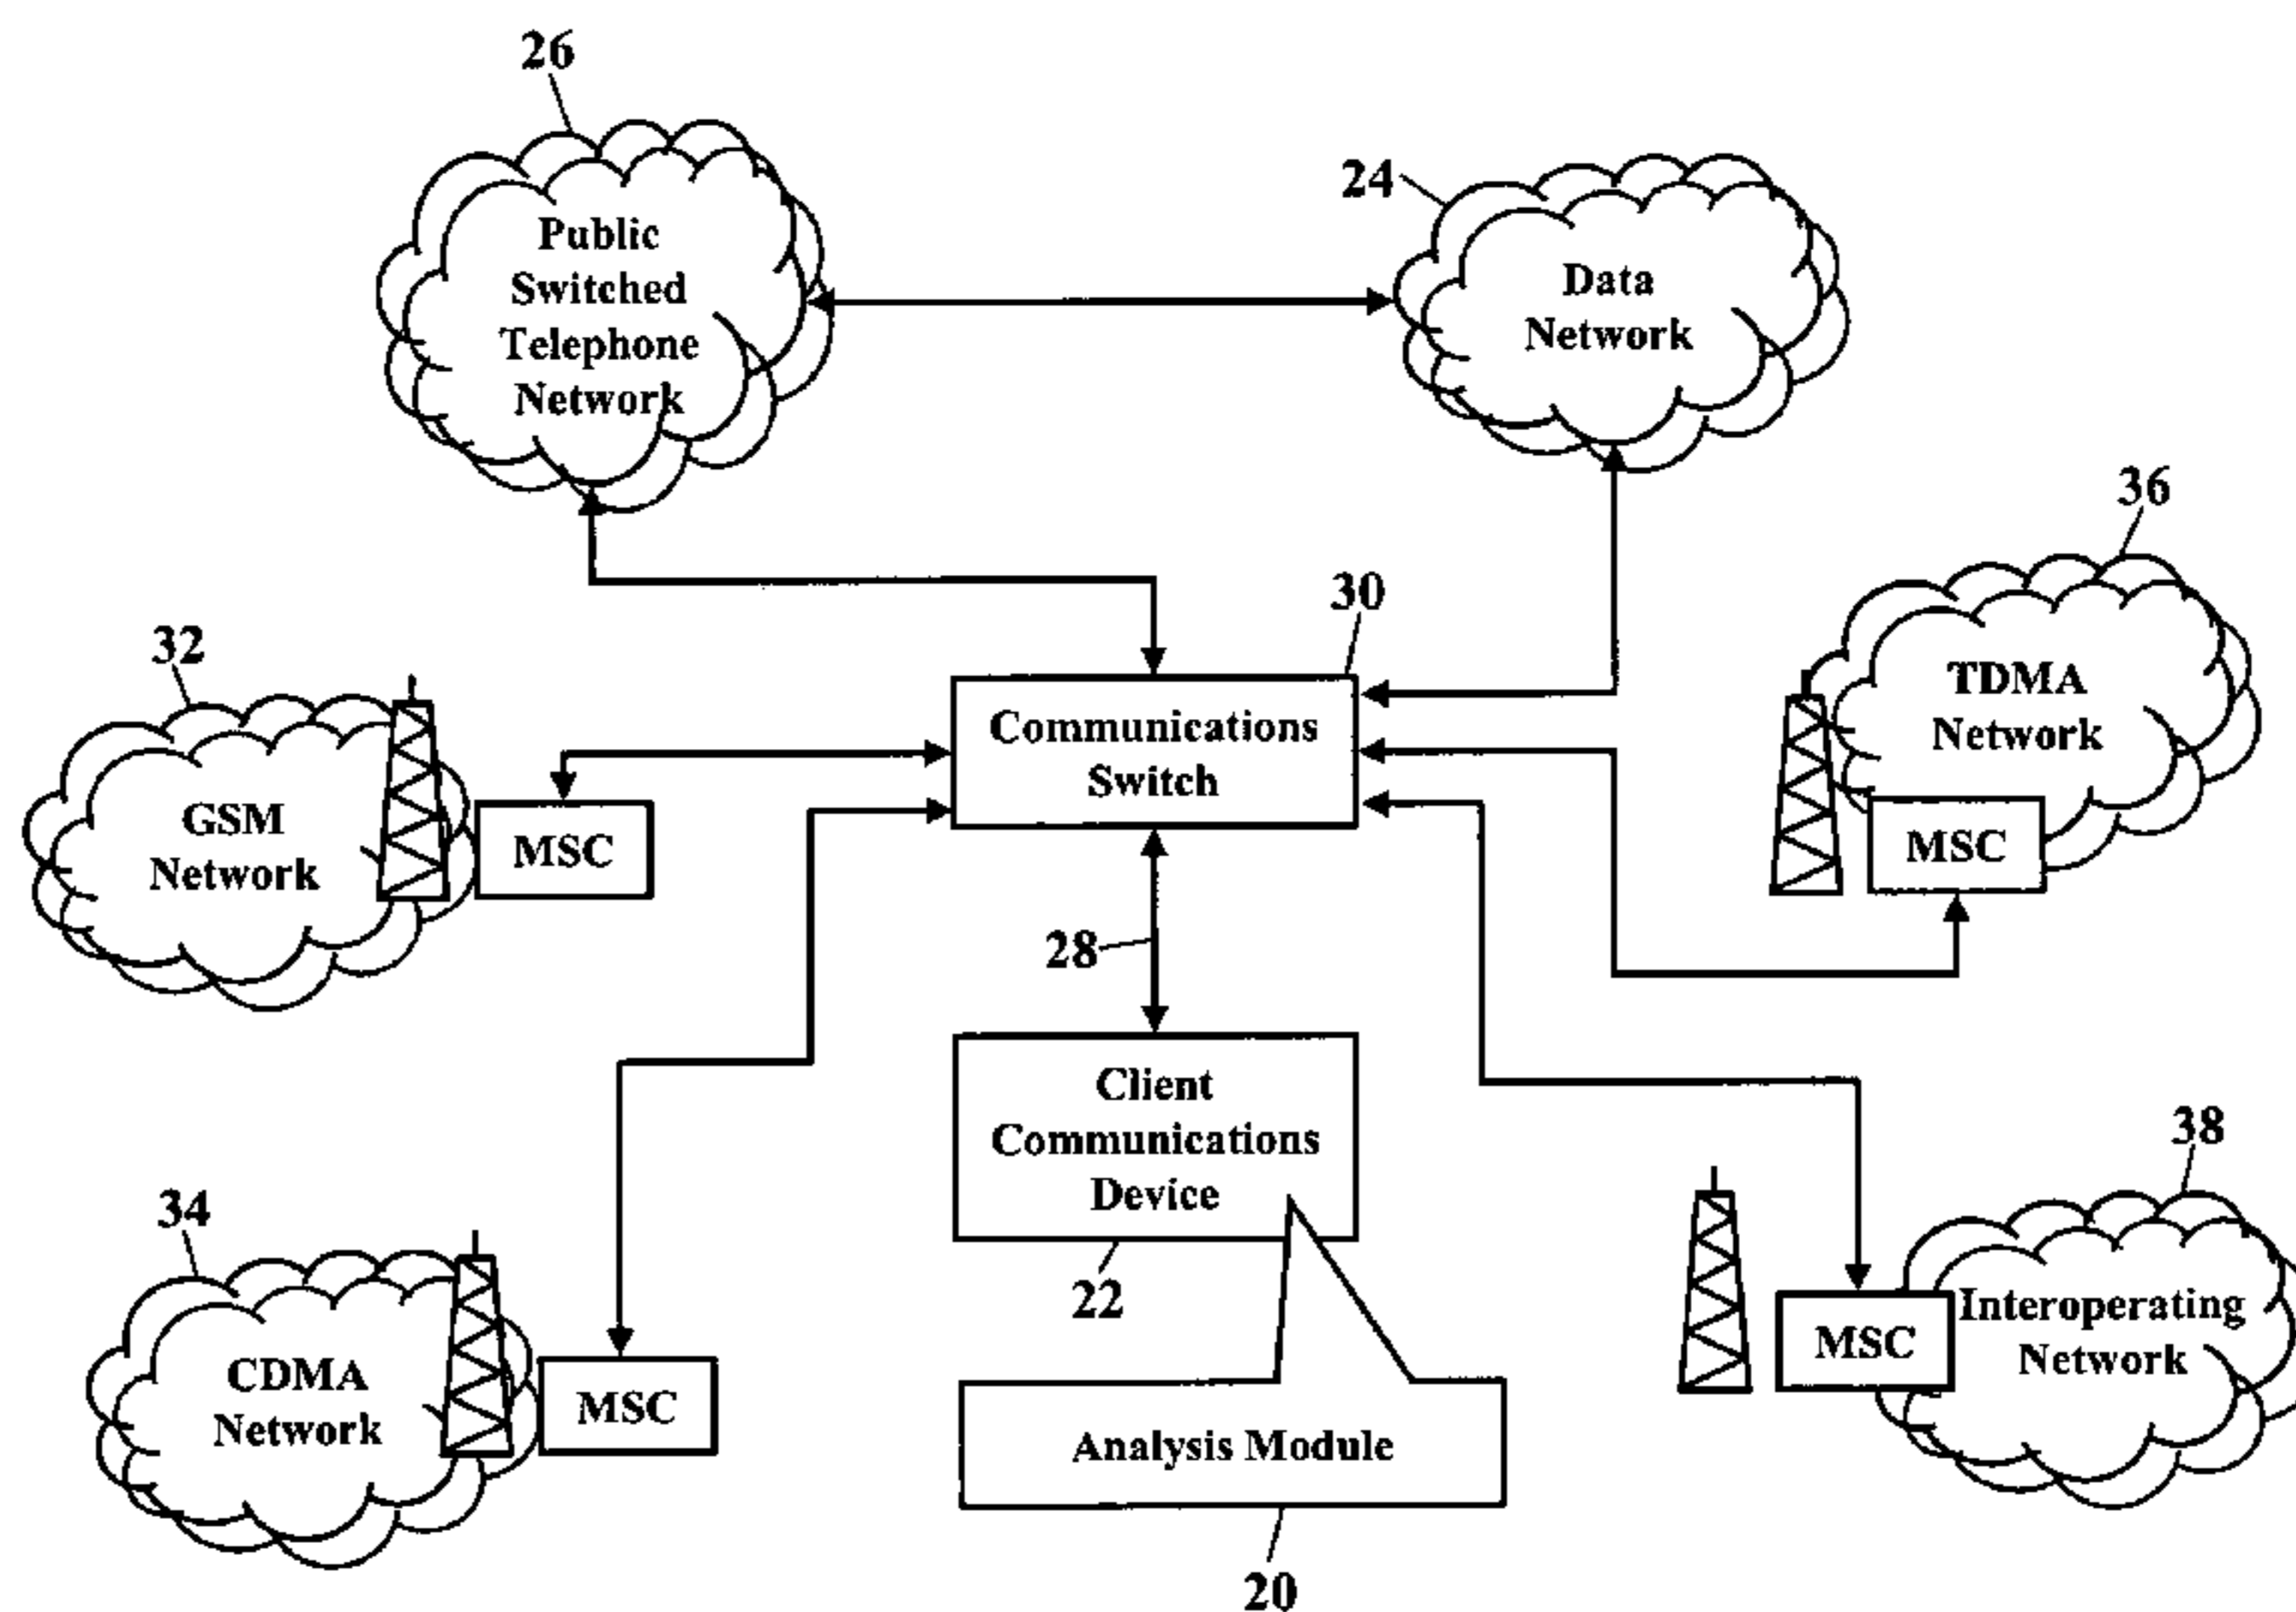 26
Public
Switched
Telephone
Network
24
Data
Network
36
TDMA
Network
MSC
30
Communications
Switch
32
GSM
Network
MSC
28
Client
Communications
Device
22
34
CDMA
Network
MSC
38
Interoperating
Network
MSC
Analysis Module
20